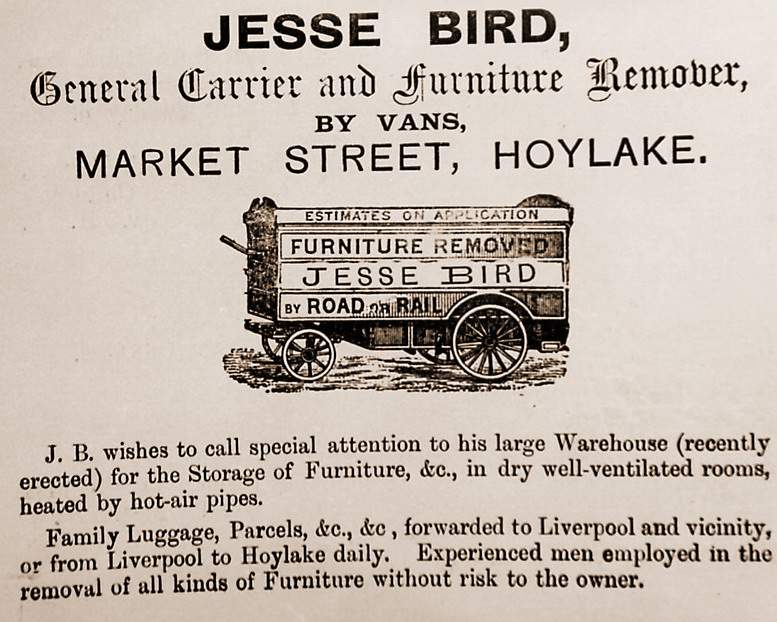 JESSE BIRD,
General Carrier and Furniture Remover,
BY VANS,
MARKET STREET, HOYLAKE.
ESTIMATES ON APPLICATION
FURNITURE REMOVED
JESSE BIRD
BY ROAD OR RAIL
J. B. wishes to call special attention to his large Warehouse (recently
erected) for the Storage of Furniture, &c., in dry well-ventilated rooms,
heated by hot-air pipes.
Family Luggage, Parcels, &c., &c , forwarded to Liverpool and vicinity,
or from Liverpool to Hoylake daily. Experienced men employed in the
removal of all kinds of Furniture without risk to the owner.